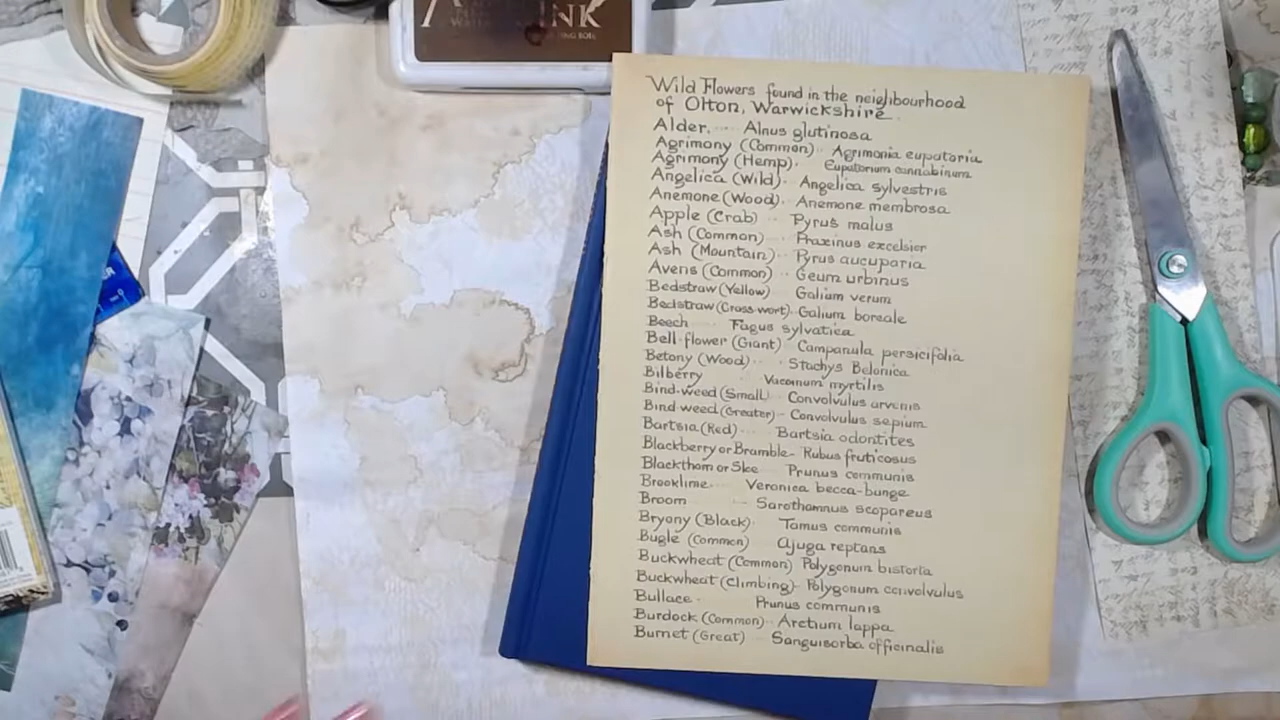 INK
Wild Flowers found in the neighbourhood
of Olton, Warwickshire.
Alder. Alnus glutinosa
Agrimony (Common) Agrimonia eupatoria
Agrimony (Hemp). Eupatorium cannabinum
Angelica (Wild). Angelica sylvestris
Anemone (Wood). Anemone membrosa
Apple (Crab) Pyrus malus
Ash (Common) Fraxinus excelsior
Ash (Mountain). Pyrus aucuparia
Avens (Common) Geum urbinus
Bedstraw (Yellow) Galium verum
Bedstraw (Cross-wort). Galium boreale
Beech Fagus sylvatica
Bell-flower (Giant) Campanula persicifolia
Betony (Wood) Stachys Betonica
Bilberry Vaccinum myrtilis
Bind-weed (Small) Convolvulus arvenis
Bind-weed (Greater) - Convolvulus sepium
Bartsia (Red) Bartsia odontites
Blackberry or Bramble - Rubus fruticosus
Blackthorn or Sloe Prunus communis
Brooklime Veronica becca-bunge
Broom Sarothamnus scopareus
Bryony (Black) Tamus communis
Bugle (Common) Ajuga reptans
Buckwheat (Common) Polygonum bistorta
Buckwheat (Climbing) - Polygonum convolvulus
Bullace Prunus communis
Burdock (Common) Arctium lappa
Burnet (Great) Sanguisorba officinalis